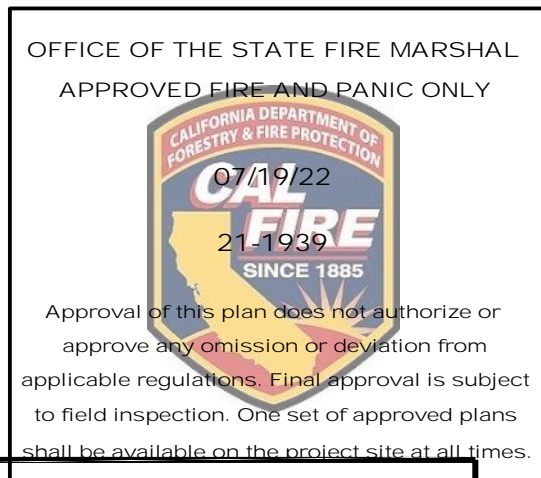 OFFICE OF THE STATE FIRE MARSHAL
APPROVED FIRE AND PANIC ONLY
CALIFORNIA DEPARTMENT OF
FORESTRY & FIRE PROTECTION
07/19/22
CAL
FIRE
21-1939
SINCE 1885
Approval of this plan does not authorize or
approve any omission or deviation from
applicable regulations. Final approval is subject
to field inspection. One set of approved plans
shall be available on the project site at all times.